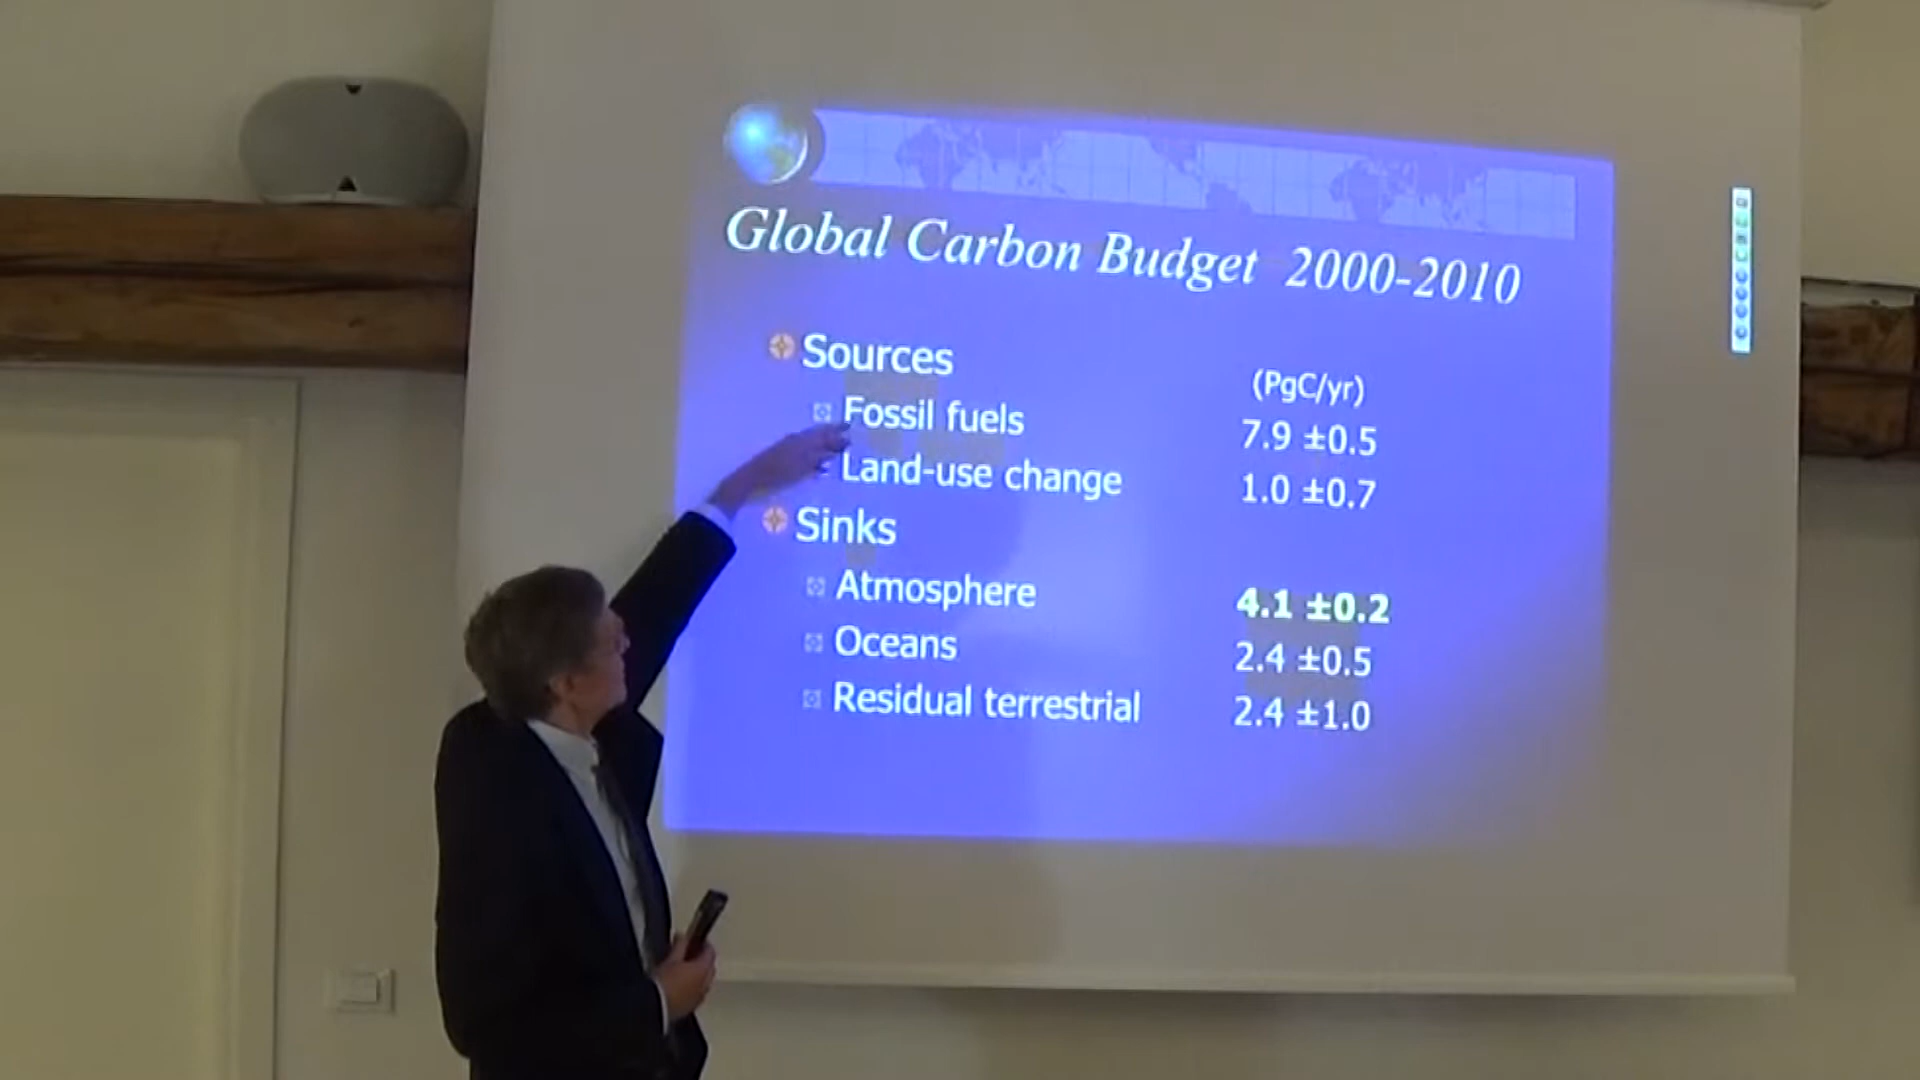 Global Carbon Budget 2000-2010
Sources (PgC/yr)
Fossil fuels 7.9 ±0.5
Land-use change 1.0 ±0.7
Sinks
Atmosphere 4.1 ±0.2
Oceans 2.4 ±0.5
Residual terrestrial 2.4 ±1.0